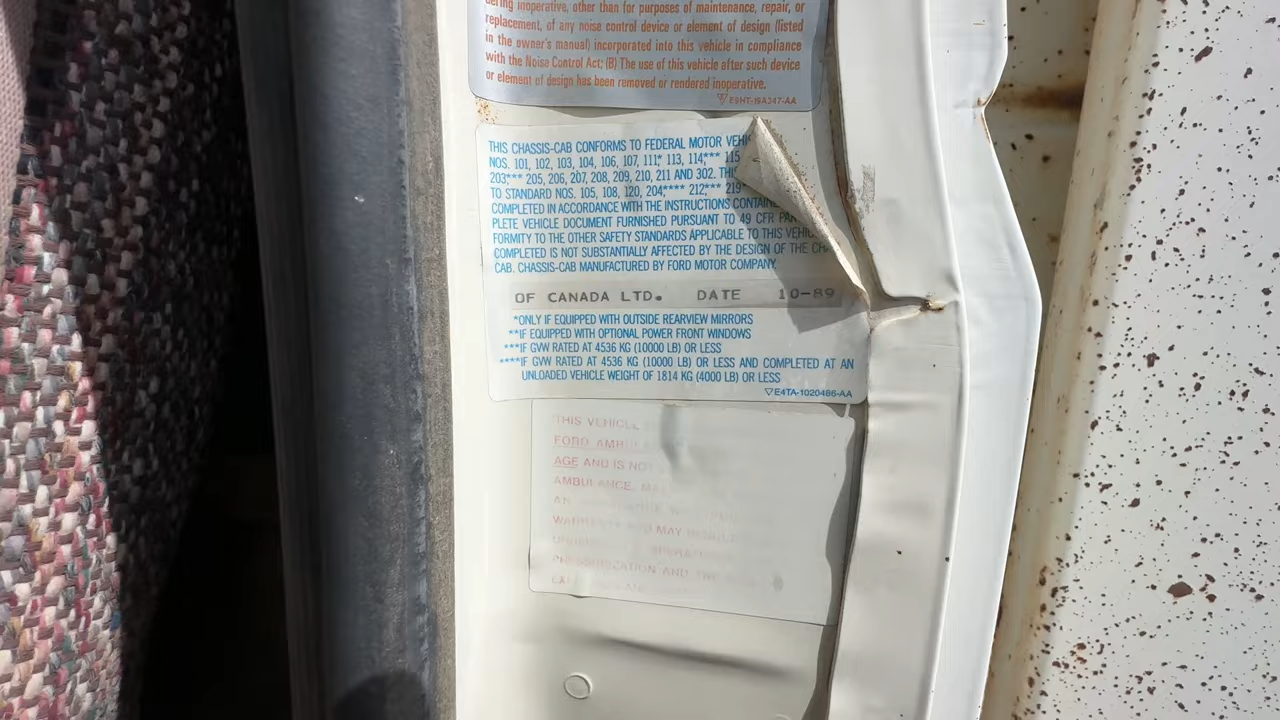 dering inoperative, other than for purposes of maintenance, repair, or
replacement, of any noise control device or element of design (listed
in the owner's manual) incorporated into this vehicle in compliance
with the Noise Control Act; (B) The use of this vehicle after such device
or element of design has been removed or rendered inoperative.
E9HT-19A347-AA
THIS CHASSIS-CAB CONFORMS TO FEDERAL MOTOR VEHI
NOS. 101, 102, 103, 104, 106, 107, 111* 113, 114,*** 115
203,*** 205, 206, 207, 208, 209, 210, 211 AND 302. THIS
TO STANDARD NOS. 105, 108, 120, 204**** 212,*** 219
COMPLETED IN ACCORDANCE WITH THE INSTRUCTIONS CONTAINE
PLETE VEHICLE DOCUMENT FURNISHED PURSUANT TO 49 CFR PAR
FORMITY TO THE OTHER SAFETY STANDARDS APPLICABLE TO THIS VEHIC
COMPLETED IS NOT SUBSTANTIALLY AFFECTED BY THE DESIGN OF THE CHA
CAB. CHASSIS-CAB MANUFACTURED BY FORD MOTOR COMPANY
OF CANADA LTD. DATE 10-89
*ONLY IF EQUIPPED WITH OUTSIDE REARVIEW MIRRORS
**IF EQUIPPED WITH OPTIONAL POWER FRONT WINDOWS
***IF GVW RATED AT 4536 KG (10000 LB) OR LESS
****IF GVW RATED AT 4536 KG (10000 LB) OR LESS AND COMPLETED AT AN
UNLOADED VEHICLE WEIGHT OF 1814 KG (4000 LB) OR LESS
E4TA-1020486-AA
THIS VEHICLE
FORD AMBUL
AGE AND IS NOT
AMBULANCE. MA
AN
WARRANTY AND MAY RESULT
OPERAT
PRESSURIZATION AND THE